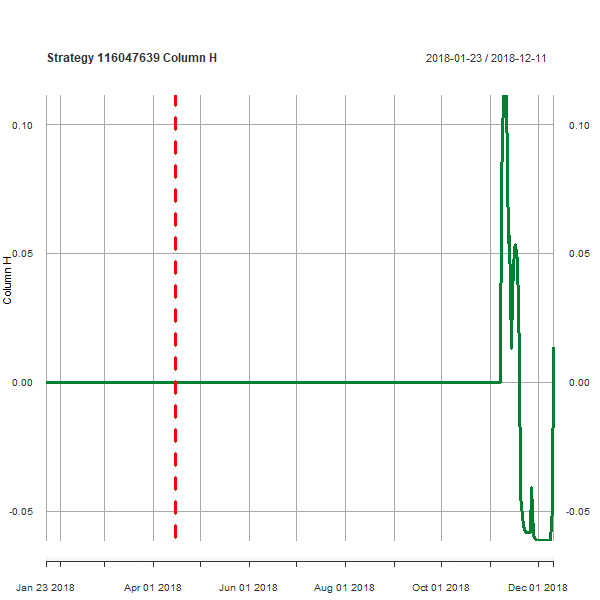 Strategy 116047639 Column H
2018-01-23 / 2018-12-11
0.10 0.10
0.05 0.05
Column H
0.00 0.00
-0.05 -0.05
Jan 23 2018 Apr 01 2018 Jun 01 2018 Aug 01 2018 Oct 01 2018 Dec 01 2018